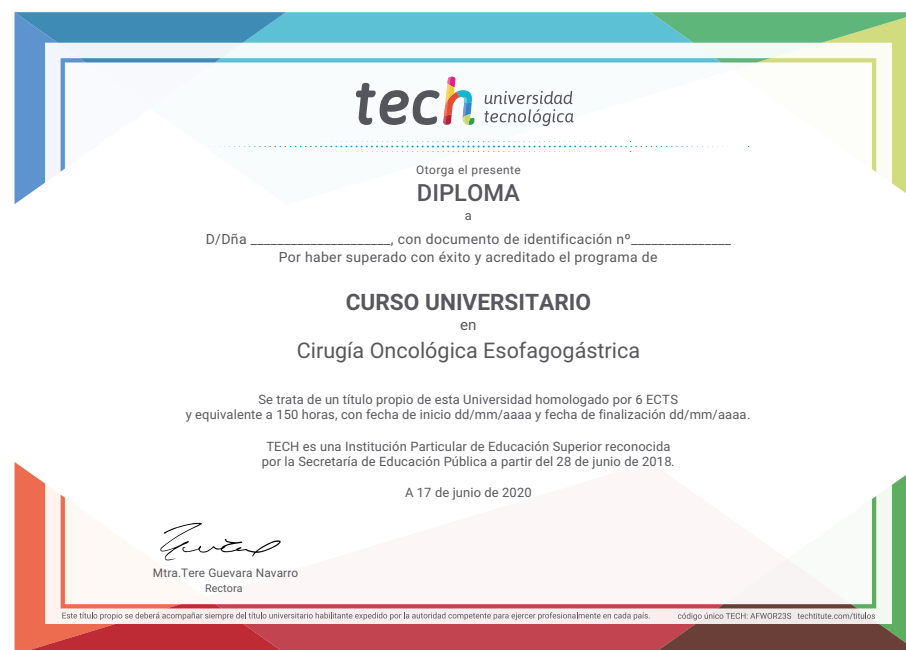 tech universidad
tecnológica
Otorga el presente
DIPLOMA
a
D/Dña _____________________, con documento de identificación nº_______________
Por haber superado con éxito y acreditado el programa de
CURSO UNIVERSITARIO
en
Cirugía Oncológica Esofagogástrica
Se trata de un título propio de esta Universidad homologado por 6 ECTS
y equivalente a 150 horas, con fecha de inicio dd/mm/aaaa y fecha de finalización dd/mm/aaaa.
TECH es una Institución Particular de Educación Superior reconocida
por la Secretaría de Educación Pública a partir del 28 de junio de 2018.
A 17 de junio de 2020
Mtra.Tere Guevara Navarro
Rectora
Este título propio se deberá acompañar siempre del título universitario habilitante expedido por la autoridad competente para ejercer profesionalmente en cada país. código único TECH: AFWOR23S techtitute.com/titulos